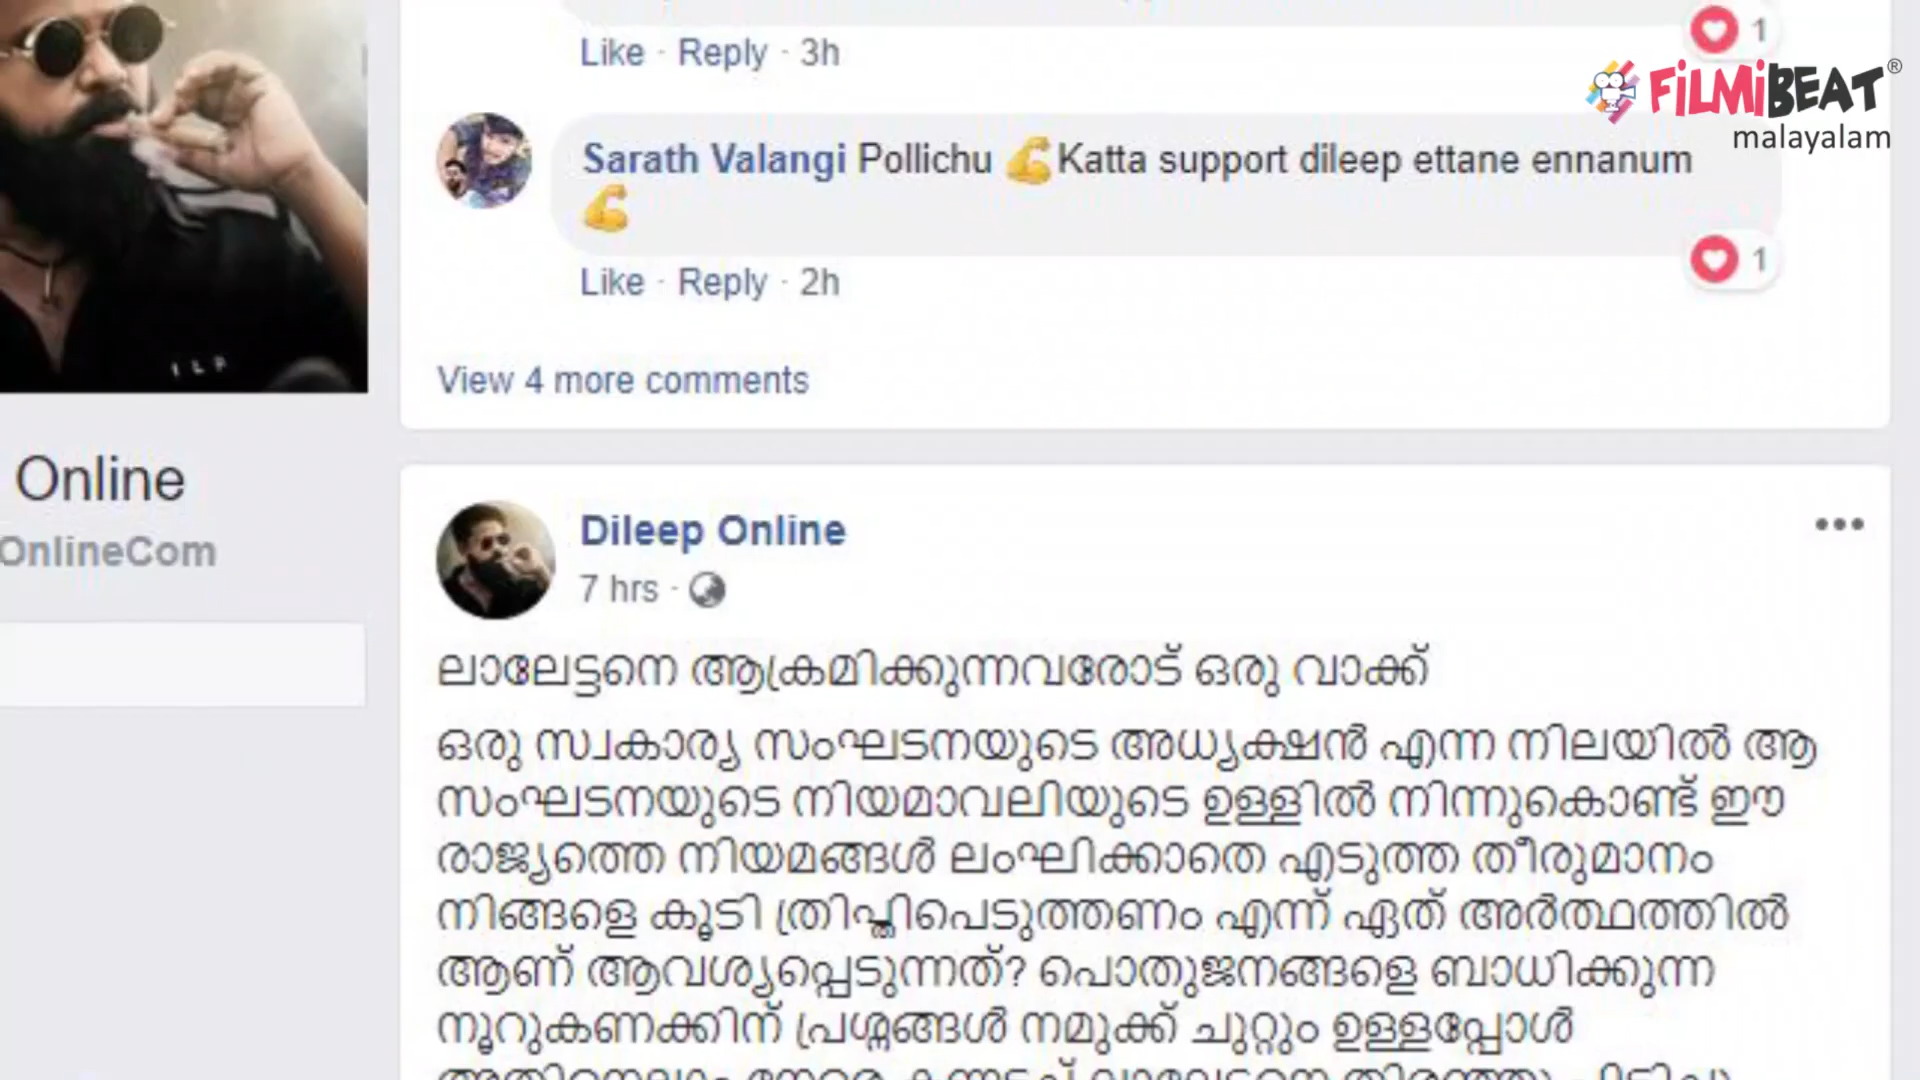 1
Like · Reply · 3h
FiLMiBEAT®
malayalam
Sarath Valangi Pollichu 💪Katta support dileep ettane ennanum
💪
1
Like · Reply · 2h
View 4 more comments
Online
OnlineCom
Dileep Online
7 hrs ·
ലാലേട്ടനെ ആക്രമിക്കുന്നവരോട് ഒരു വാക്ക്
ഒരു സ്വകാര്യ സംഘടനയുടെ അധ്യക്ഷൻ എന്ന നിലയിൽ ആ
സംഘടനയുടെ നിയമാവലിയുടെ ഉള്ളിൽ നിന്നുകൊണ്ട് ഈ
രാജ്യത്തെ നിയമങ്ങൾ ലംഘിക്കാതെ എടുത്ത തീരുമാനം
നിങ്ങളെ കൂടി ത്രിപ്തിപെടുത്തണം എന്ന് ഏത് അർത്ഥത്തിൽ
ആണ് ആവശ്യപ്പെടുന്നത്? പൊതുജനങ്ങളെ ബാധിക്കുന്ന
നൂറുകണക്കിന് പ്രശ്നങ്ങൾ നമുക്ക് ചുറ്റും ഉള്ളപ്പോൾ